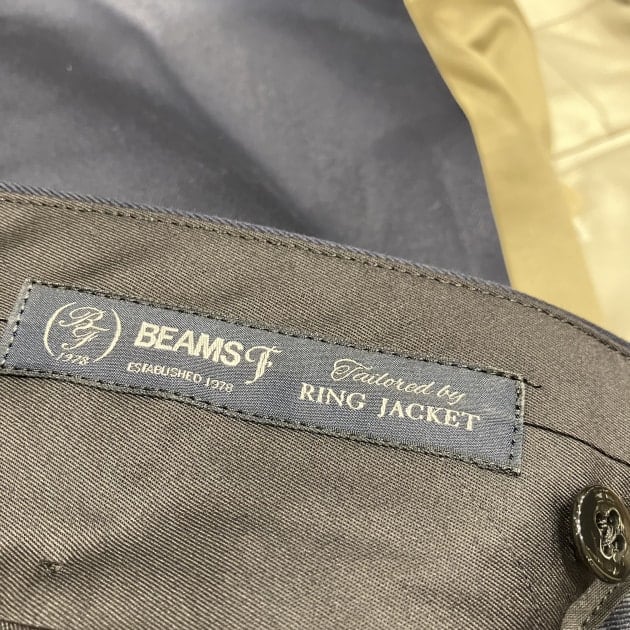 BF
1978
BEAMS F
ESTABLISHED 1978
Tailored by
RING JACKET